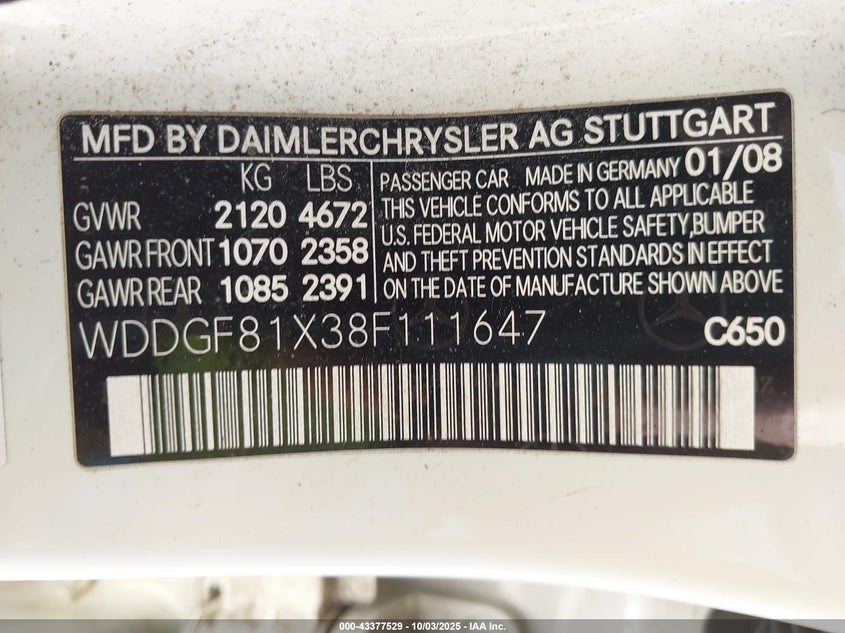 MFD BY DAIMLERCHRYSLER AG STUTTGART
KG LBS
GVWR 2120 4672
GAWR FRONT 1070 2358
GAWR REAR 1085 2391
PASSENGER CAR MADE IN GERMANY 01/08
THIS VEHICLE CONFORMS TO ALL APPLICABLE
U.S. FEDERAL MOTOR VEHICLE SAFETY,BUMPER
AND THEFT PREVENTION STANDARDS IN EFFECT
ON THE DATE OF MANUFACTURE SHOWN ABOVE
WDDGF81X38F111647 C650
000-43377529 - 10/03/2025 - IAA Inc.